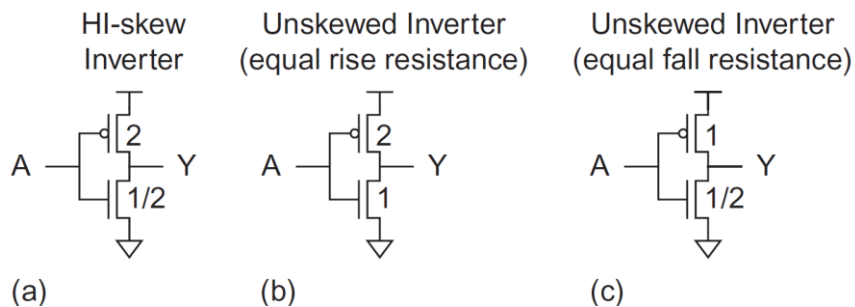 HI-skew
Inverter
Unskewed Inverter
(equal rise resistance)
Unskewed Inverter
(equal fall resistance)
A
2
1/2
Y
A
2
1
Y
A
1
1/2
Y
(a)
(b)
(c)